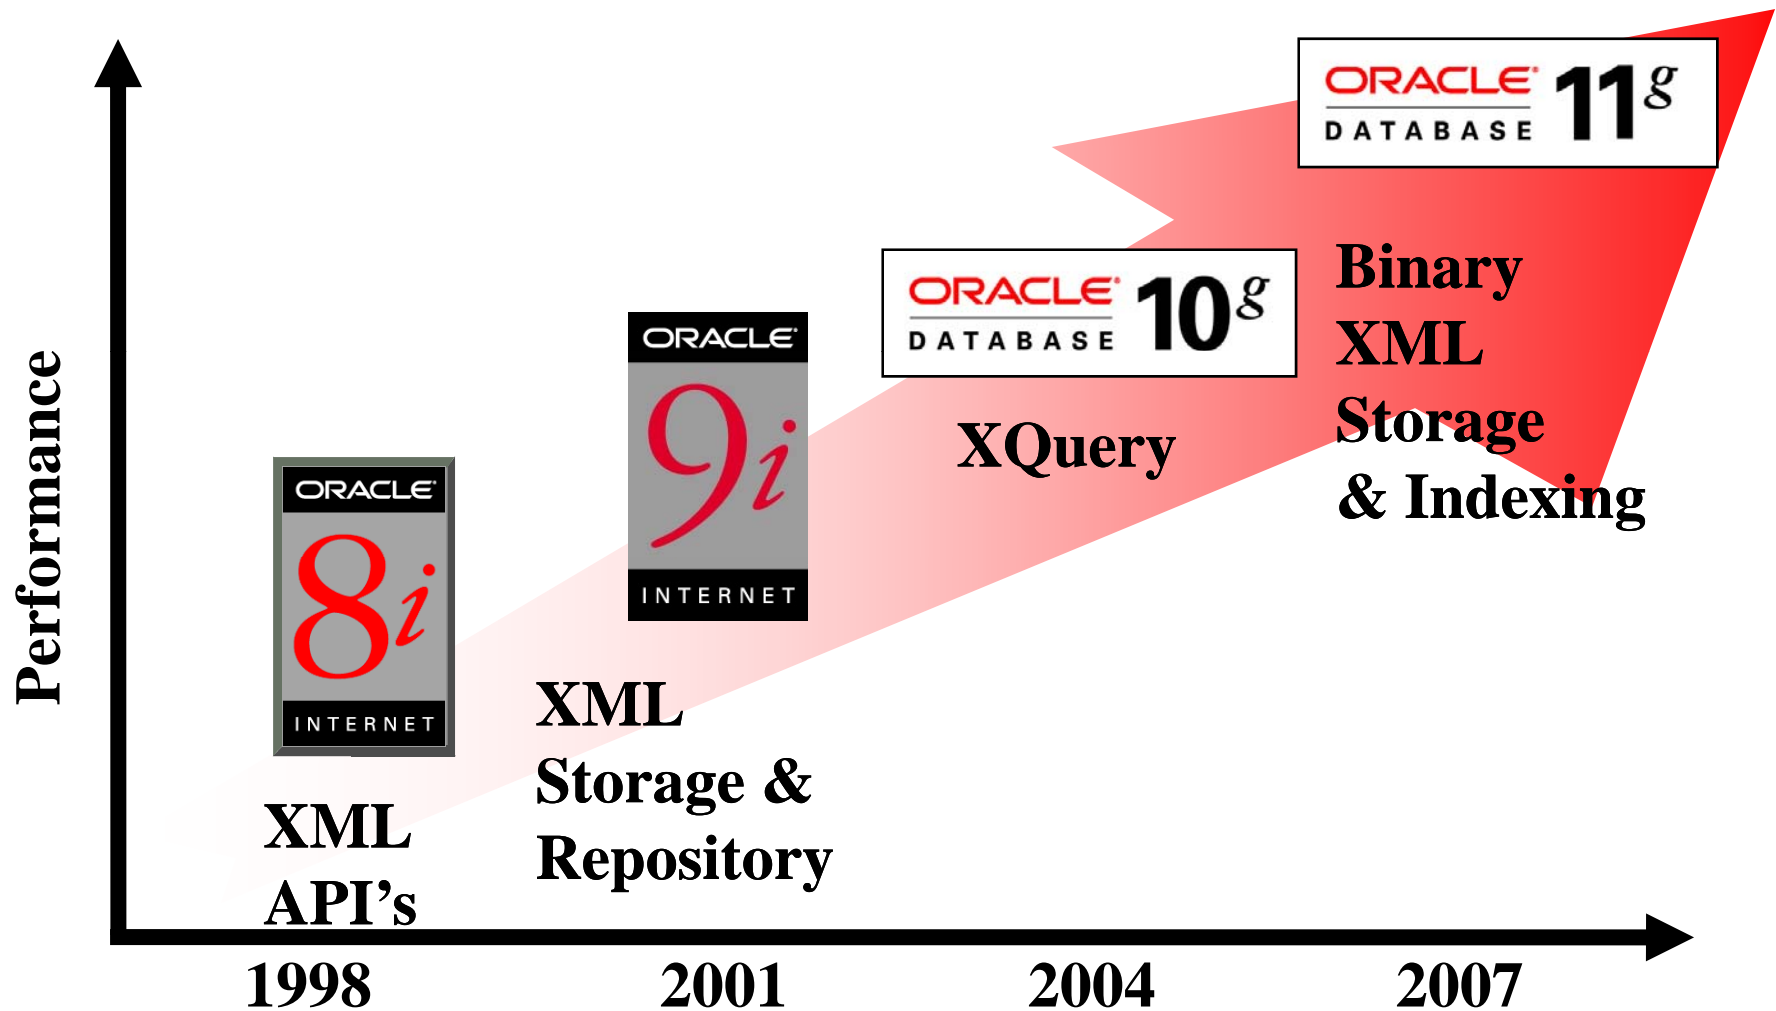 Performance
ORACLE
8i
INTERNET
XML
API’s
ORACLE
9i
INTERNET
XML
Storage &
Repository
ORACLE®
DATABASE
10g
XQuery
ORACLE®
DATABASE
11g
Binary
XML
Storage
& Indexing
1998
2001
2004
2007